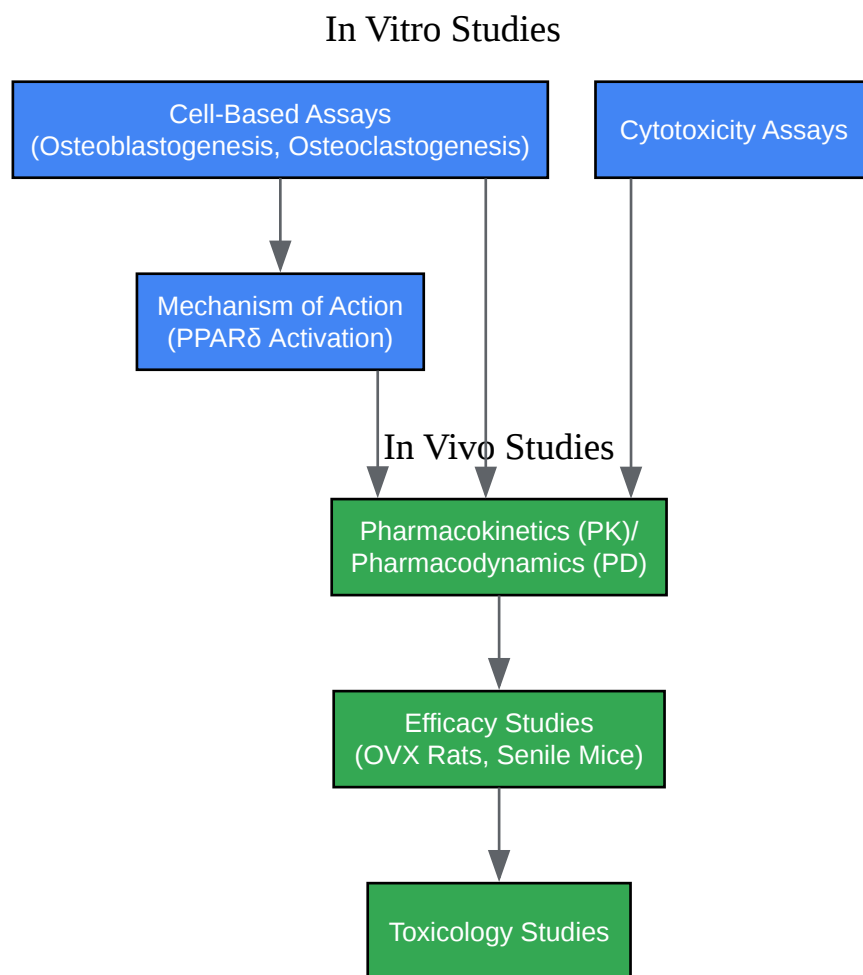 In Vitro Studies
Cell-Based Assays
(Osteoblastogenesis, Osteoclastogenesis)
Cytotoxicity Assays
Mechanism of Action
(PPARδ Activation)
In Vivo Studies
Pharmacokinetics (PK)/
Pharmacodynamics (PD)
Efficacy Studies
(OVX Rats, Senile Mice)
Toxicology Studies